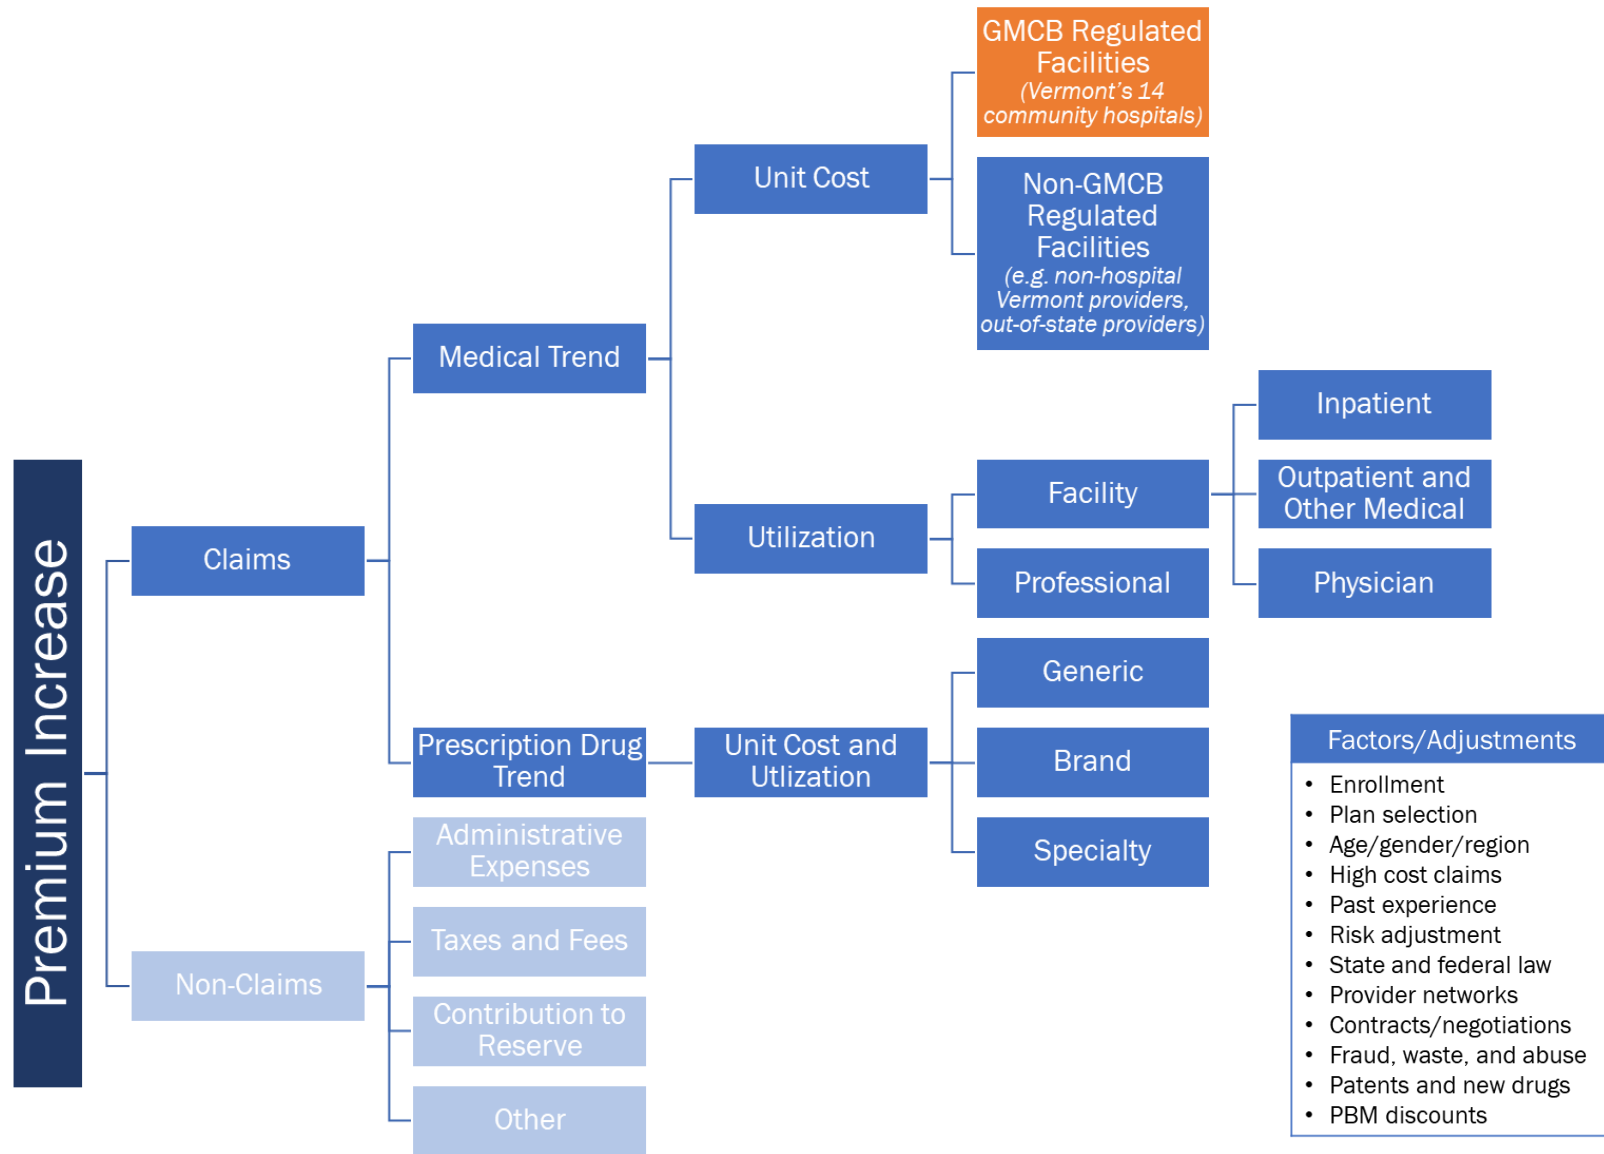 Premium Increase
Claims
Non-Claims
Medical Trend
Prescription Drug
Trend
Administrative
Expenses
Taxes and Fees
Contribution to
Reserve
Other
Unit Cost
Utilization
Unit Cost and
Utlization
GMCB Regulated
Facilities
(Vermont's 14
community hospitals)
Non-GMCB
Regulated
Facilities
(e.g. non-hospital
Vermont providers,
out-of-state providers)
Facility
Professional
Generic
Brand
Specialty
Inpatient
Outpatient and
Other Medical
Physician
Factors/Adjustments
• Enrollment
• Plan selection
• Age/gender/region
• High cost claims
• Past experience
• Risk adjustment
• State and federal law
• Provider networks
• Contracts/negotiations
• Fraud, waste, and abuse
• Patents and new drugs
• PBM discounts